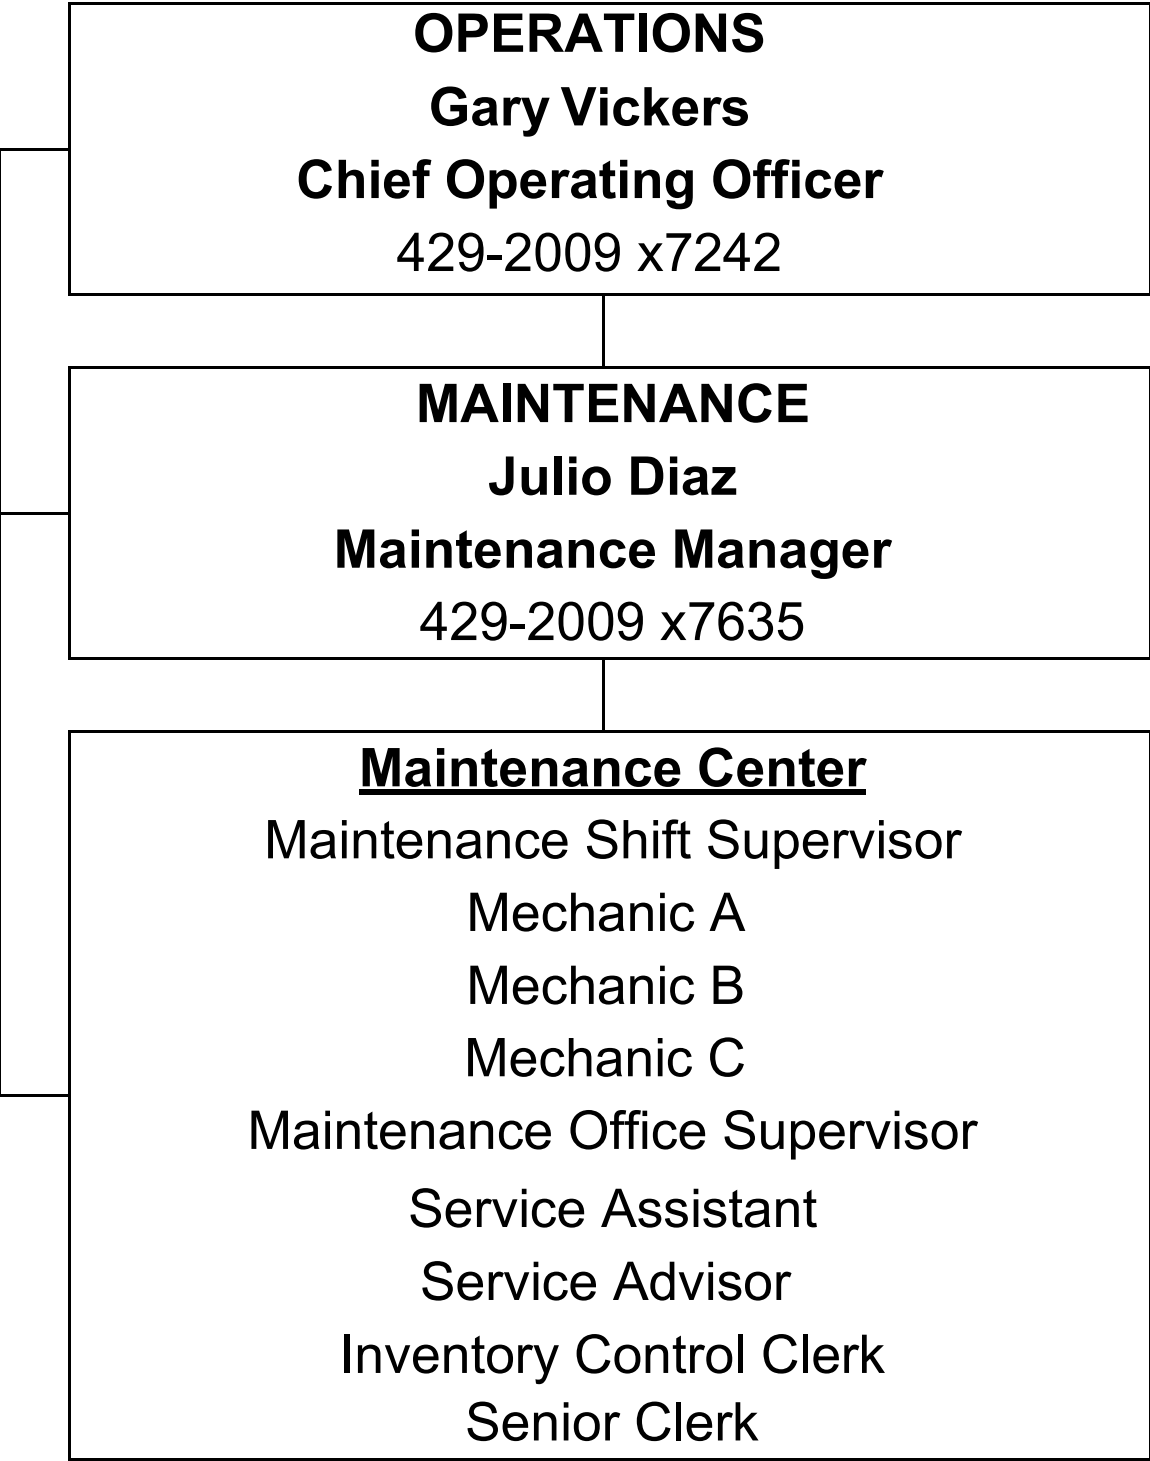 OPERATIONS
Gary Vickers
Chief Operating Officer
429-2009 x7242
MAINTENANCE
Julio Diaz
Maintenance Manager
429-2009 x7635
Maintenance Center
Maintenance Shift Supervisor
Mechanic A
Mechanic B
Mechanic C
Maintenance Office Supervisor
Service Assistant
Service Advisor
Inventory Control Clerk
Senior Clerk